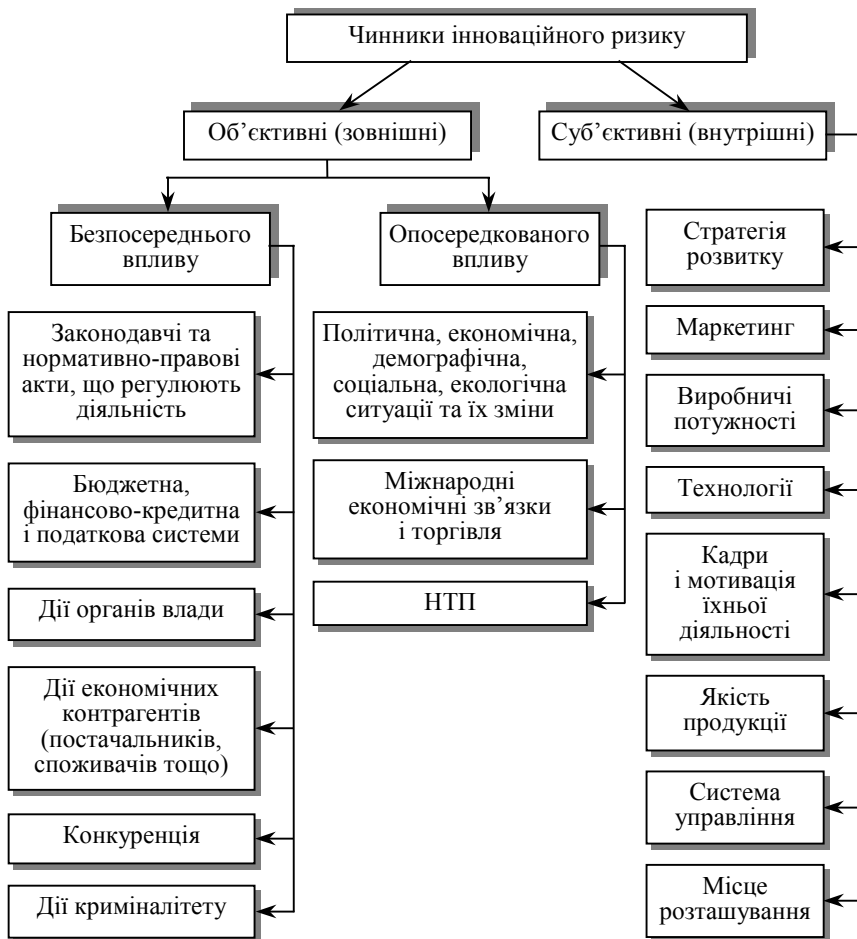 Чинники інноваційного ризику
Об’єктивні (зовнішні)
Суб’єктивні (внутрішні)
Безпосереднього
впливу
Законодавчі та
нормативно-правові
акти, що регулюють
діяльність
Бюджетна,
фінансово-кредитна
і податкова системи
Дії органів влади
Дії економічних
контрагентів
(постачальників,
споживачів тощо)
Конкуренція
Дії криміналітету
Опосередкованого
впливу
Політична, економічна,
демографічна,
соціальна, екологічна
ситуації та їх зміни
Міжнародні
економічні зв’язки
і торгівля
НТП
Стратегія
розвитку
Маркетинг
Виробничі
потужності
Технології
Кадри
і мотивація
їхньої
діяльності
Якість
продукції
Система
управління
Місце
розташування